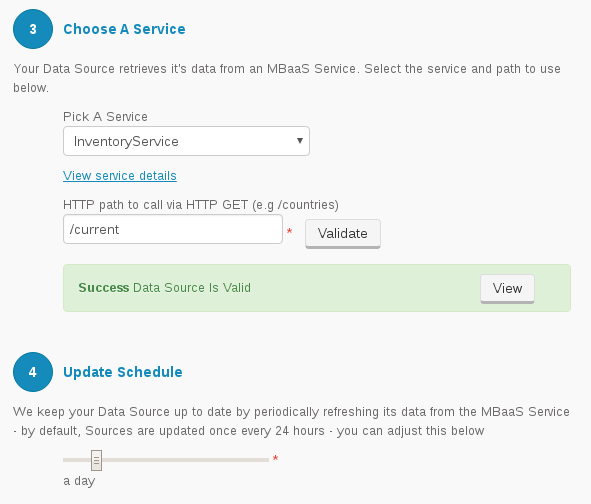 3 Choose A Service
Your Data Source retrieves it's data from an MBaaS Service. Select the service and path to use
below.
Pick A Service
InventoryService
View service details
HTTP path to call via HTTP GET (e.g /countries)
/current * Validate
Success Data Source Is Valid View
4 Update Schedule
We keep your Data Source up to date by periodically refreshing its data from the MBaaS Service
- by default, Sources are updated once every 24 hours - you can adjust this below
*
a day